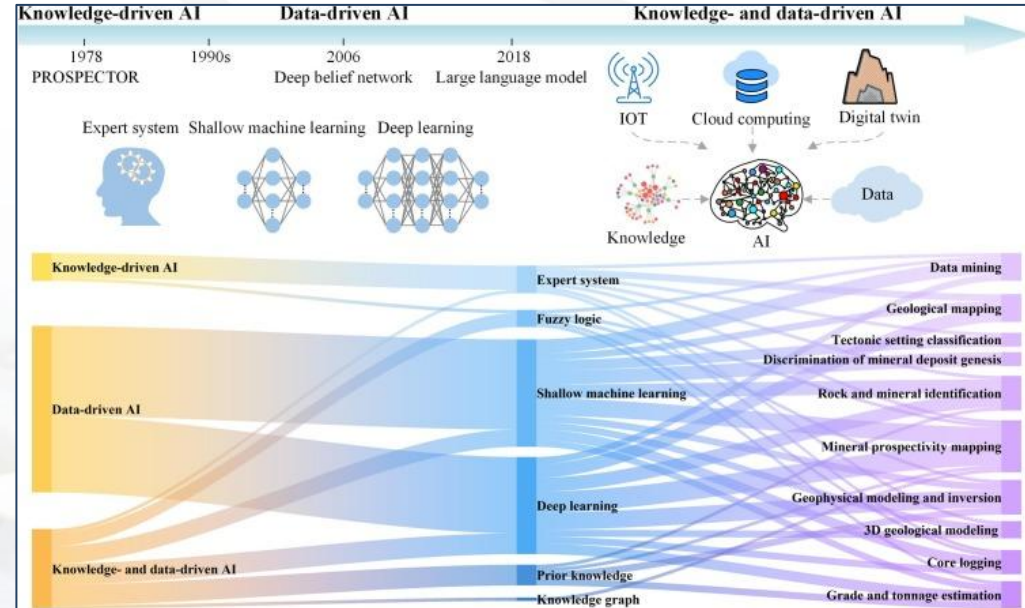 Knowledge-driven AI
Data-driven AI
Knowledge- and data-driven AI
1978
1990s
2006
2018
PROSPECTOR
Deep belief network
Large language model
IOT
Cloud computing
Digital twin
Expert system
Shallow machine learning
Deep learning
Knowledge
AI
Data
Knowledge-driven AI
Data-driven AI
Knowledge- and data-driven AI
Expert system
Fuzzy logic
Shallow machine learning
Deep learning
Prior knowledge
Knowledge graph
Data mining
Geological mapping
Tectonic setting classification
Discrimination of mineral deposit genesis
Rock and mineral identification
Mineral prospectivity mapping
Geophysical modeling and inversion
3D geological modeling
Core logging
Grade and tonnage estimation